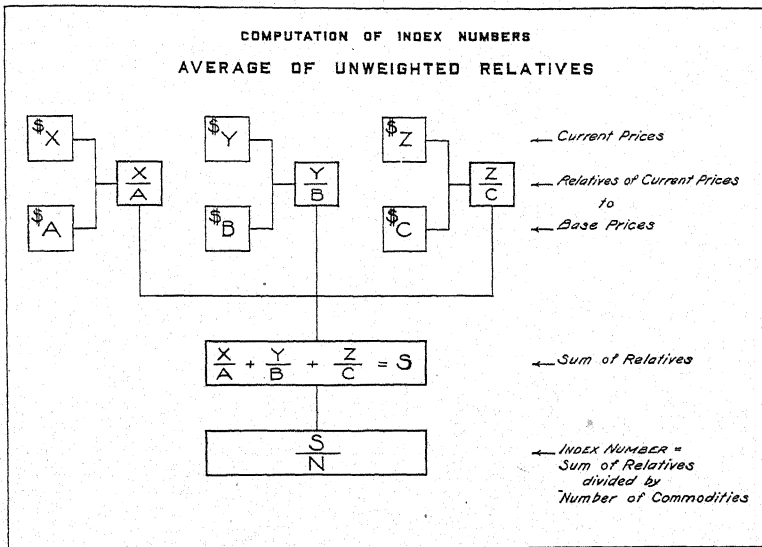 COMPUTATION OF INDEX NUMBERS
AVERAGE OF UNWEIGHTED RELATIVES
$X
$Y
$Z
← Current Prices
X/A
Y/B
Z/C
← Relatives of Current Prices
to
$A
$B
$C
← Base Prices
X/A + Y/B + Z/C = S
← Sum of Relatives
S/N
← INDEX NUMBER =
Sum of Relatives
divided by
Number of Commodities